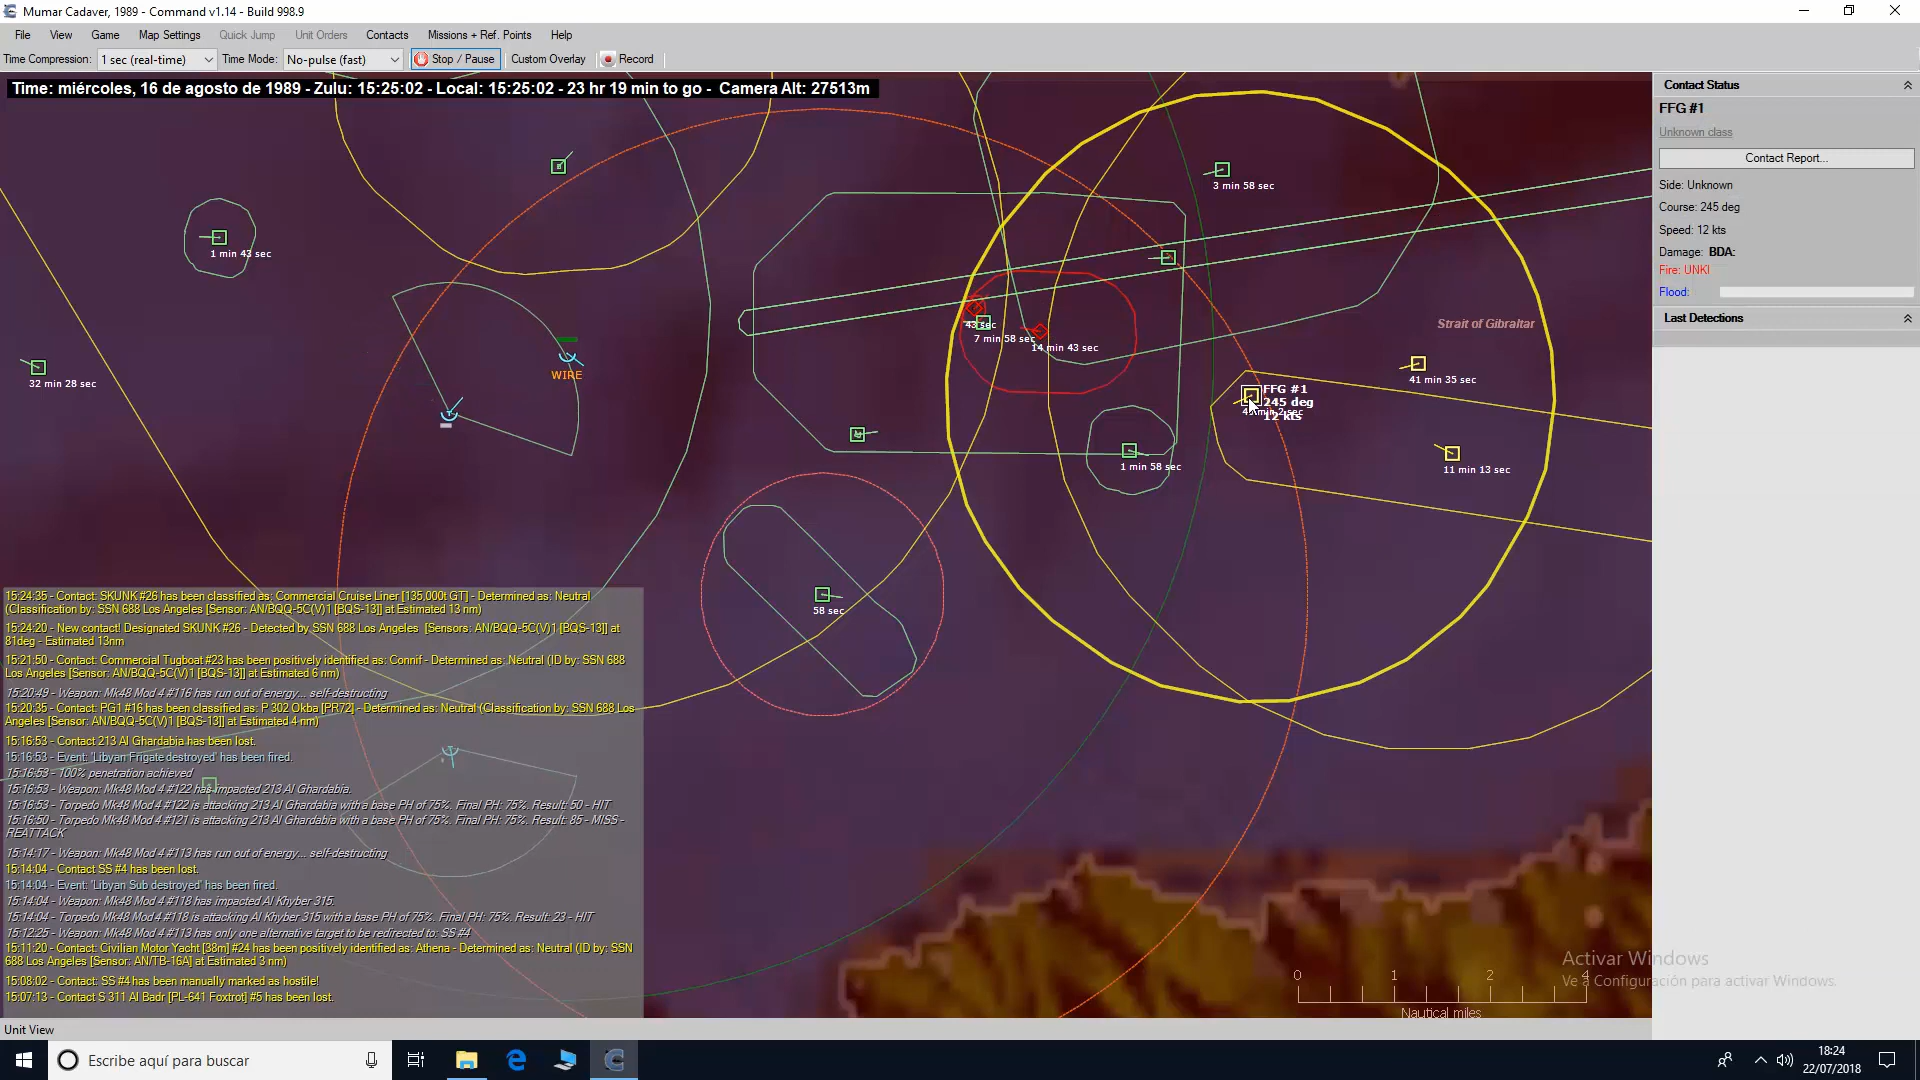 Mumar Cadaver, 1989 - Command v1.14 - Build 998.9
File View Game Map Settings Quick Jump Unit Orders Contacts Missions + Ref. Points Help
Time Compression: 1 sec (real-time) Time Mode: No-pulse (fast) Stop / Pause Custom Overlay Record
Time: miércoles, 16 de agosto de 1989 - Zulu: 15:25:02 - Local: 15:25:02 - 23 hr 19 min to go - Camera Alt: 27513m
3 min 58 sec
1 min 43 sec
Strait of Gibraltar
43 sec
7 min 58 sec
14 min 43 sec
WIRE
32 min 28 sec
41 min 35 sec
FFG #1
245 deg
12 kts
1 min 58 sec
11 min 13 sec
58 sec
15:24:35 - Contact: SKUNK #26 has been classified as: Commercial Cruise Liner [135,000t GT] - Determined as: Neutral
(Classification by: SSN 688 Los Angeles [Sensor: AN/BQQ-5C(V)1 [BQS-13]] at Estimated 13 nm)
15:24:20 - New contact! Designated SKUNK #26 - Detected by SSN 688 Los Angeles [Sensors: AN/BQQ-5C(V)1 [BQS-13]] at
81deg - Estimated 13nm
15:21:50 - Contact: Commercial Tugboat #23 has been positively identified as: Connif - Determined as: Neutral (ID by: SSN 688
Los Angeles [Sensor: AN/BQQ-5C(V)1 [BQS-13]] at Estimated 6 nm)
15:20:49 - Weapon: Mk48 Mod 4 #116 has run out of energy... self-destructing
15:20:35 - Contact: PG1 #16 has been classified as: P 302 Okba [PR72] - Determined as: Neutral (Classification by: SSN 688 Los
Angeles [Sensor: AN/BQQ-5C(V)1 [BQS-13]] at Estimated 4 nm)
15:16:53 - Contact 213 Al Ghardabia has been lost.
15:16:53 - Event: 'Libyan Frigate destroyed' has been fired.
15:16:53 - 100% penetration achieved
15:16:53 - Weapon: Mk48 Mod 4 #122 has impacted 213 Al Ghardabia.
15:16:53 - Torpedo Mk48 Mod 4 #122 is attacking 213 Al Ghardabia with a base PH of 75%. Final PH: 75%. Result: 50 - HIT
15:16:50 - Torpedo Mk48 Mod 4 #121 is attacking 213 Al Ghardabia with a base PH of 75%. Final PH: 75%. Result: 85 - MISS -
REATTACK
15:14:17 - Weapon: Mk48 Mod 4 #113 has run out of energy... self-destructing
15:14:04 - Contact SS #4 has been lost.
15:14:04 - Event: 'Libyan Sub destroyed' has been fired.
15:14:04 - Weapon: Mk48 Mod 4 #118 has impacted Al Khyber 315.
15:14:04 - Torpedo Mk48 Mod 4 #118 is attacking Al Khyber 315 with a base PH of 75%. Final PH: 75%. Result: 23 - HIT
15:12:25 - Weapon: Mk48 Mod 4 #113 has only one alternative target to be redirected to: SS #4
15:11:20 - Contact: Civilian Motor Yacht [38m] #24 has been positively identified as: Athena - Determined as: Neutral (ID by: SSN
688 Los Angeles [Sensor: AN/TB-16A] at Estimated 3 nm)
15:08:02 - Contact: SS #4 has been manually marked as hostile!
15:07:13 - Contact S 311 Al Badr [PL-641 Foxtrot] #5 has been lost.
0 1 2 4
Nautical miles
Activar Windows
Ve a Configuración para activar Windows.
Contact Status
FFG #1
Unknown class
Contact Report...
Side: Unknown
Course: 245 deg
Speed: 12 kts
Damage: BDA:
Fire: UNKI
Flood:
Last Detections
Unit View
Escribe aquí para buscar
18:24
22/07/2018